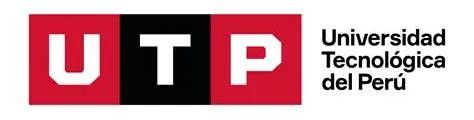 UTP
Universidad
Tecnológica
del Perú